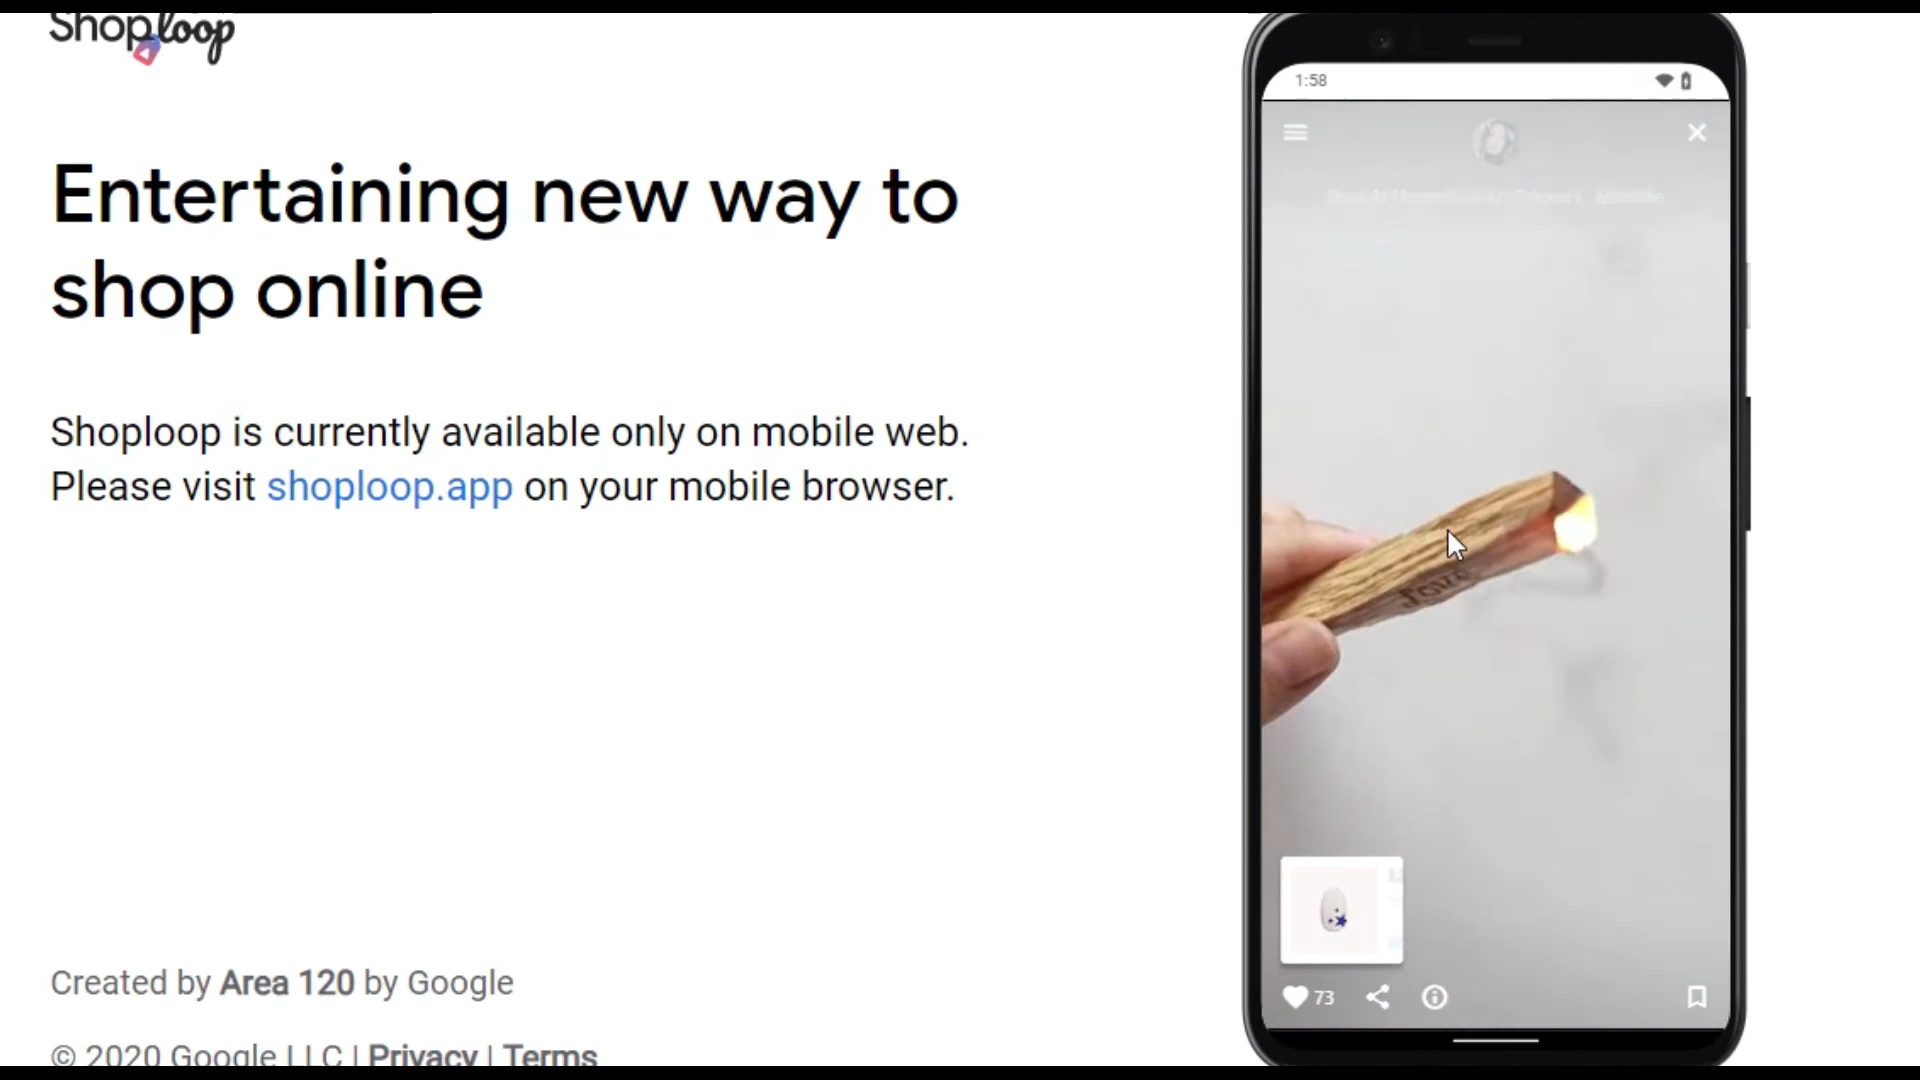 Shoploop
Entertaining new way to
shop online
Shoploop is currently available only on mobile web.
Please visit shoploop.app on your mobile browser.
Created by Area 120 by Google
© 2020 Google LLC | Privacy | Terms
1:58
Love
73